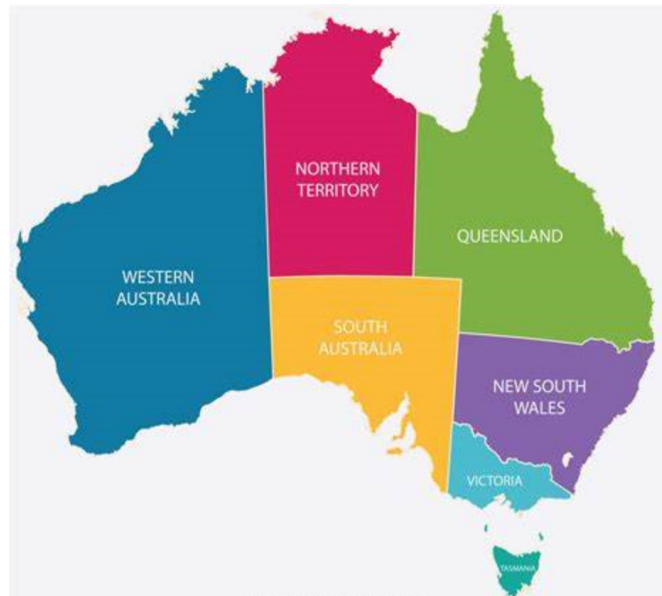 NORTHERN
TERRITORY
QUEENSLAND
WESTERN
AUSTRALIA
SOUTH
AUSTRALIA
NEW SOUTH
WALES
VICTORIA
TASMANIA